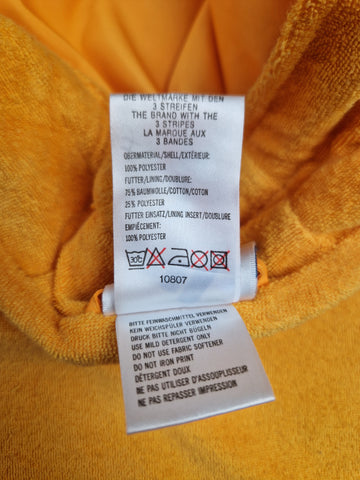 DIE WELTMARKE MIT DEN
3 STREIFEN
THE BRAND WITH THE
3 STRIPES
LA MARQUE AUX
3 BANDES
OBERMATERIAL/SHELL/EXTÉRIEUR:
100% POLYESTER
FUTTER/LINING/DOUBLURE:
75% BAUMWOLLE/COTTON/COTON
25% POLYESTER
FUTTER EINSATZ/LINING INSERT/DOUBLURE
EMPIÈCEMENT:
100% POLYESTER
30°C
10807
BITTE FEINWASCHMITTEL VERWENDEN
KEIN WEICHSPÜLER VERWENDEN
DRUCK BITTE NICHT BÜGELN
USE MILD DETERGENT ONLY
DO NOT USE FABRIC SOFTENER
DO NOT IRON PRINT
DÉTERGENT DOUX
NE PAS UTILISER D'ASSOUPLISSEUR
NE PAS REPASSER IMPRESSION